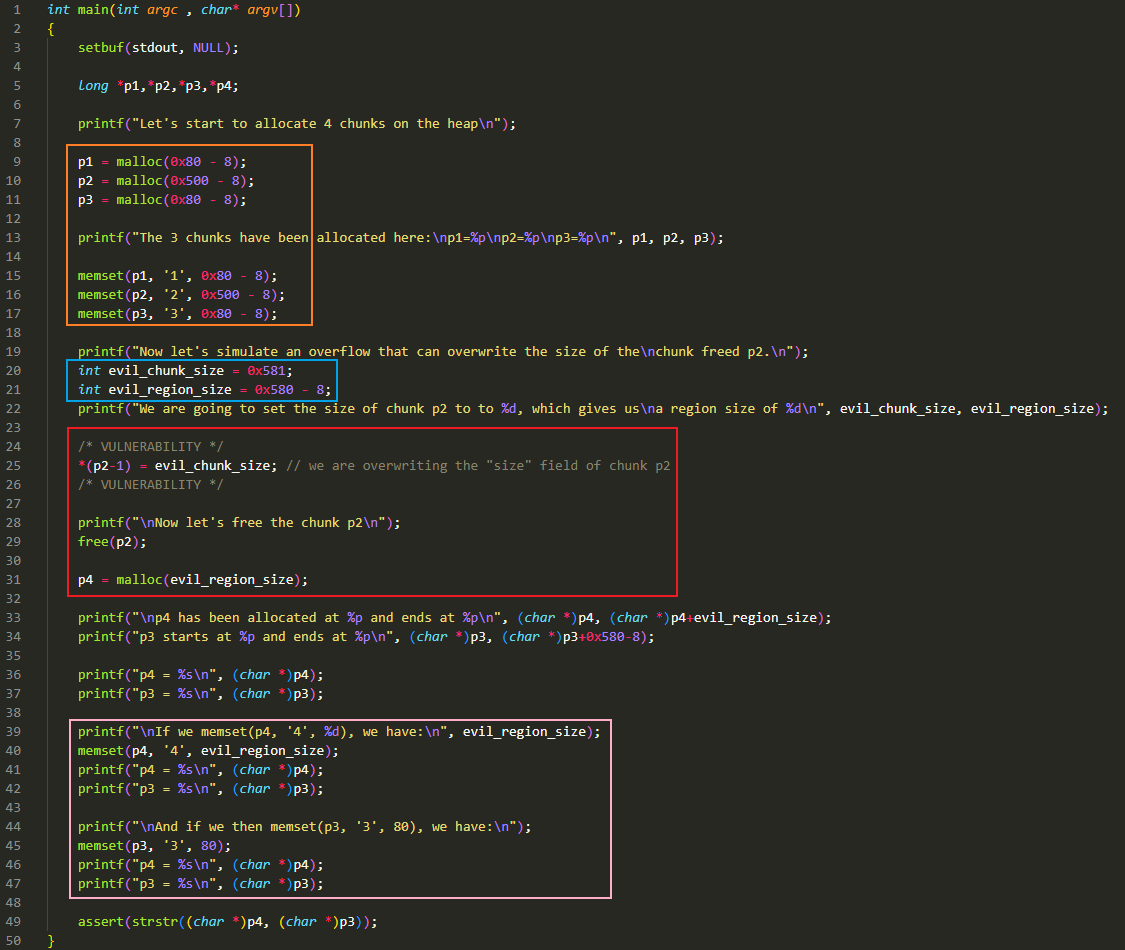 1 int main(int argc , char* argv[])
2 {
3 setbuf(stdout, NULL);
4
5 long *p1,*p2,*p3,*p4;
6
7 printf("Let's start to allocate 4 chunks on the heap\n");
8
9 p1 = malloc(0x80 - 8);
10 p2 = malloc(0x500 - 8);
11 p3 = malloc(0x80 - 8);
12
13 printf("The 3 chunks have been allocated here:\np1=%p\np2=%p\np3=%p\n", p1, p2, p3);
14
15 memset(p1, '1', 0x80 - 8);
16 memset(p2, '2', 0x500 - 8);
17 memset(p3, '3', 0x80 - 8);
18
19 printf("Now let's simulate an overflow that can overwrite the size of the\nchunk freed p2.\n");
20 int evil_chunk_size = 0x581;
21 int evil_region_size = 0x580 - 8;
22 printf("We are going to set the size of chunk p2 to to %d, which gives us\na region size of %d\n", evil_chunk_size, evil_region_size);
23
24 /* VULNERABILITY */
25 *(p2-1) = evil_chunk_size; // we are overwriting the "size" field of chunk p2
26 /* VULNERABILITY */
27
28 printf("\nNow let's free the chunk p2\n");
29 free(p2);
30
31 p4 = malloc(evil_region_size);
32
33 printf("\np4 has been allocated at %p and ends at %p\n", (char *)p4, (char *)p4+evil_region_size);
34 printf("p3 starts at %p and ends at %p\n", (char *)p3, (char *)p3+0x580-8);
35
36 printf("p4 = %s\n", (char *)p4);
37 printf("p3 = %s\n", (char *)p3);
38
39 printf("\nIf we memset(p4, '4', %d), we have:\n", evil_region_size);
40 memset(p4, '4', evil_region_size);
41 printf("p4 = %s\n", (char *)p4);
42 printf("p3 = %s\n", (char *)p3);
43
44 printf("\nAnd if we then memset(p3, '3', 80), we have:\n");
45 memset(p3, '3', 80);
46 printf("p4 = %s\n", (char *)p4);
47 printf("p3 = %s\n", (char *)p3);
48
49 assert(strstr((char *)p4, (char *)p3));
50 }